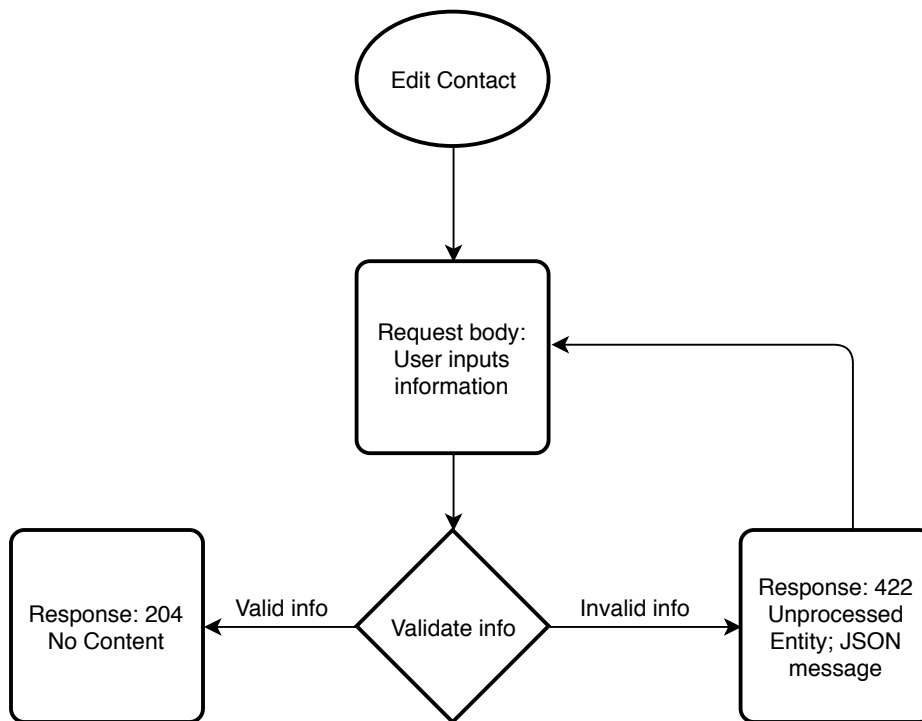 Edit Contact
Request body:
User inputs
information
Response: 204
No Content
Valid info
Validate info
Invalid info
Response: 422
Unprocessed
Entity; JSON
message